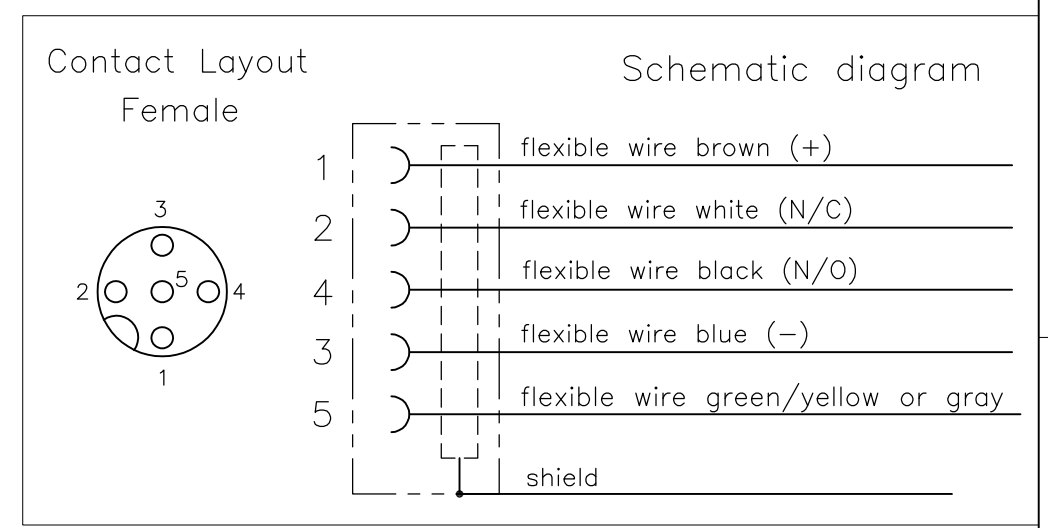 Contact Layout
Female
3
2
5
4
1
Schematic diagram
1 flexible wire brown (+)
2 flexible wire white (N/C)
4 flexible wire black (N/O)
3 flexible wire blue (−)
5 flexible wire green/yellow or gray
shield